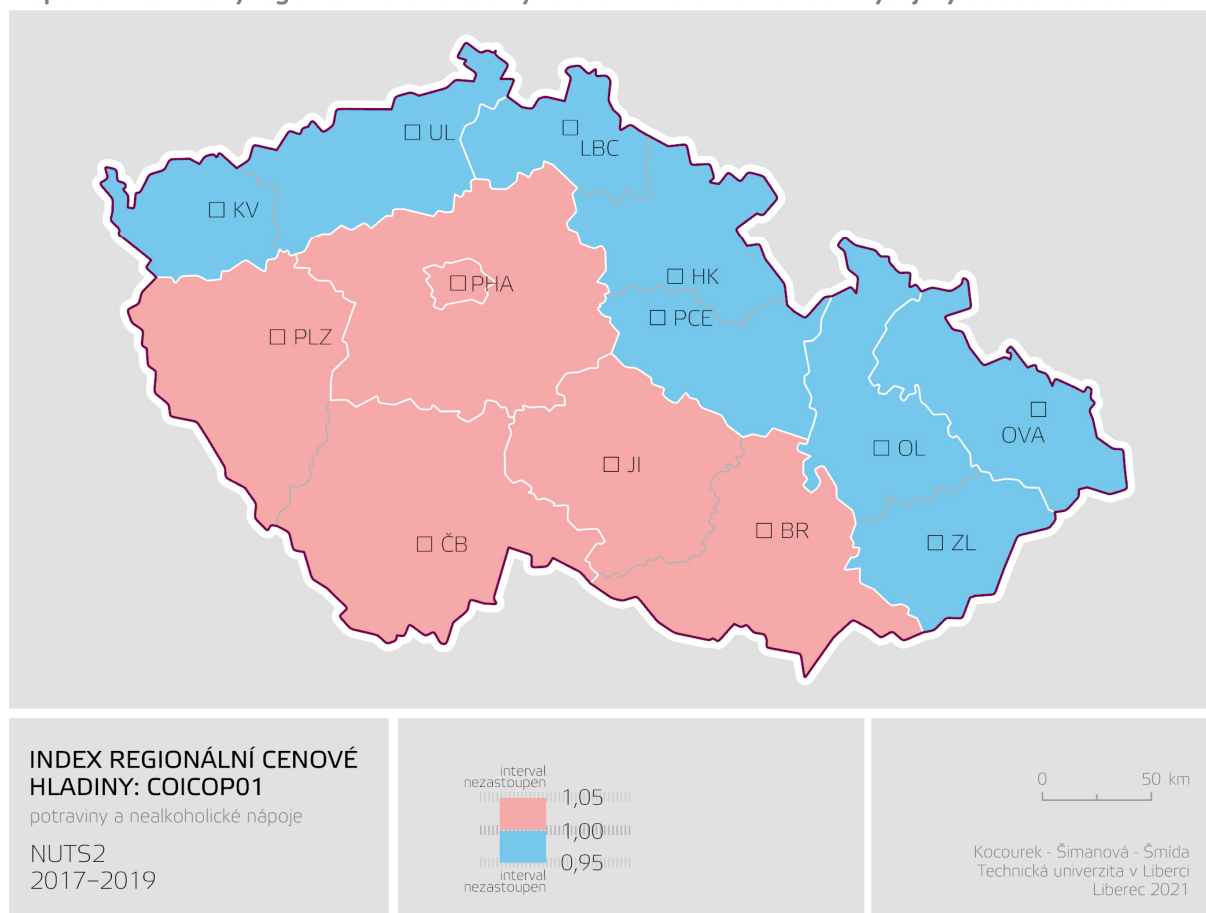 UL
LBC
KV
HK
PHA
PCE
PLZ
OVA
OL
JI
BR
ČB
ZL
INDEX REGIONÁLNÍ CENOVÉ
HLADINY: COICOP01
potraviny a nealkoholické nápoje
NUTS2
2017–2019
interval
nezastoupen
1,05
1,00
0,95
interval
nezastoupen
0 50 km
Kocourek - Šimanová - Šmída
Technická univerzita v Liberci
Liberec 2021